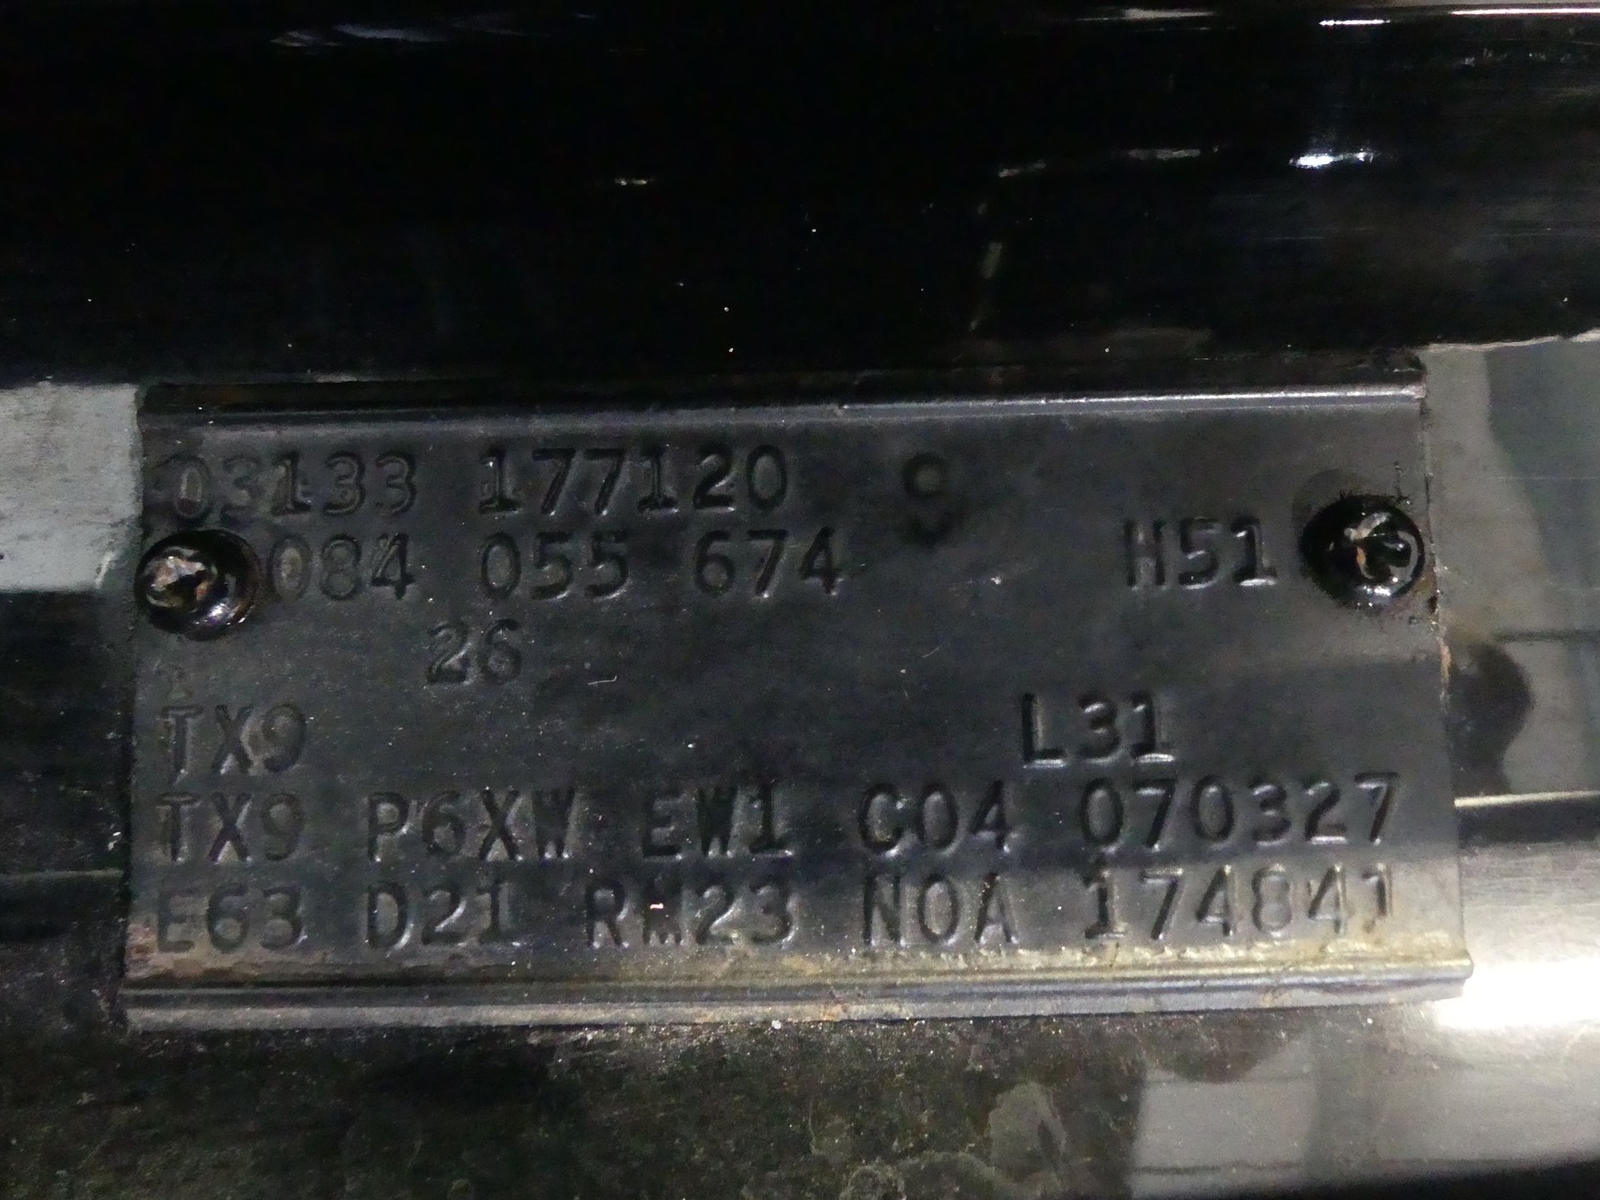 03133 177120
084 055 674 H51
26
TX9 L31
TX9 P6XW EW1 C04 070327
E63 D21 RM23 N0A 174841